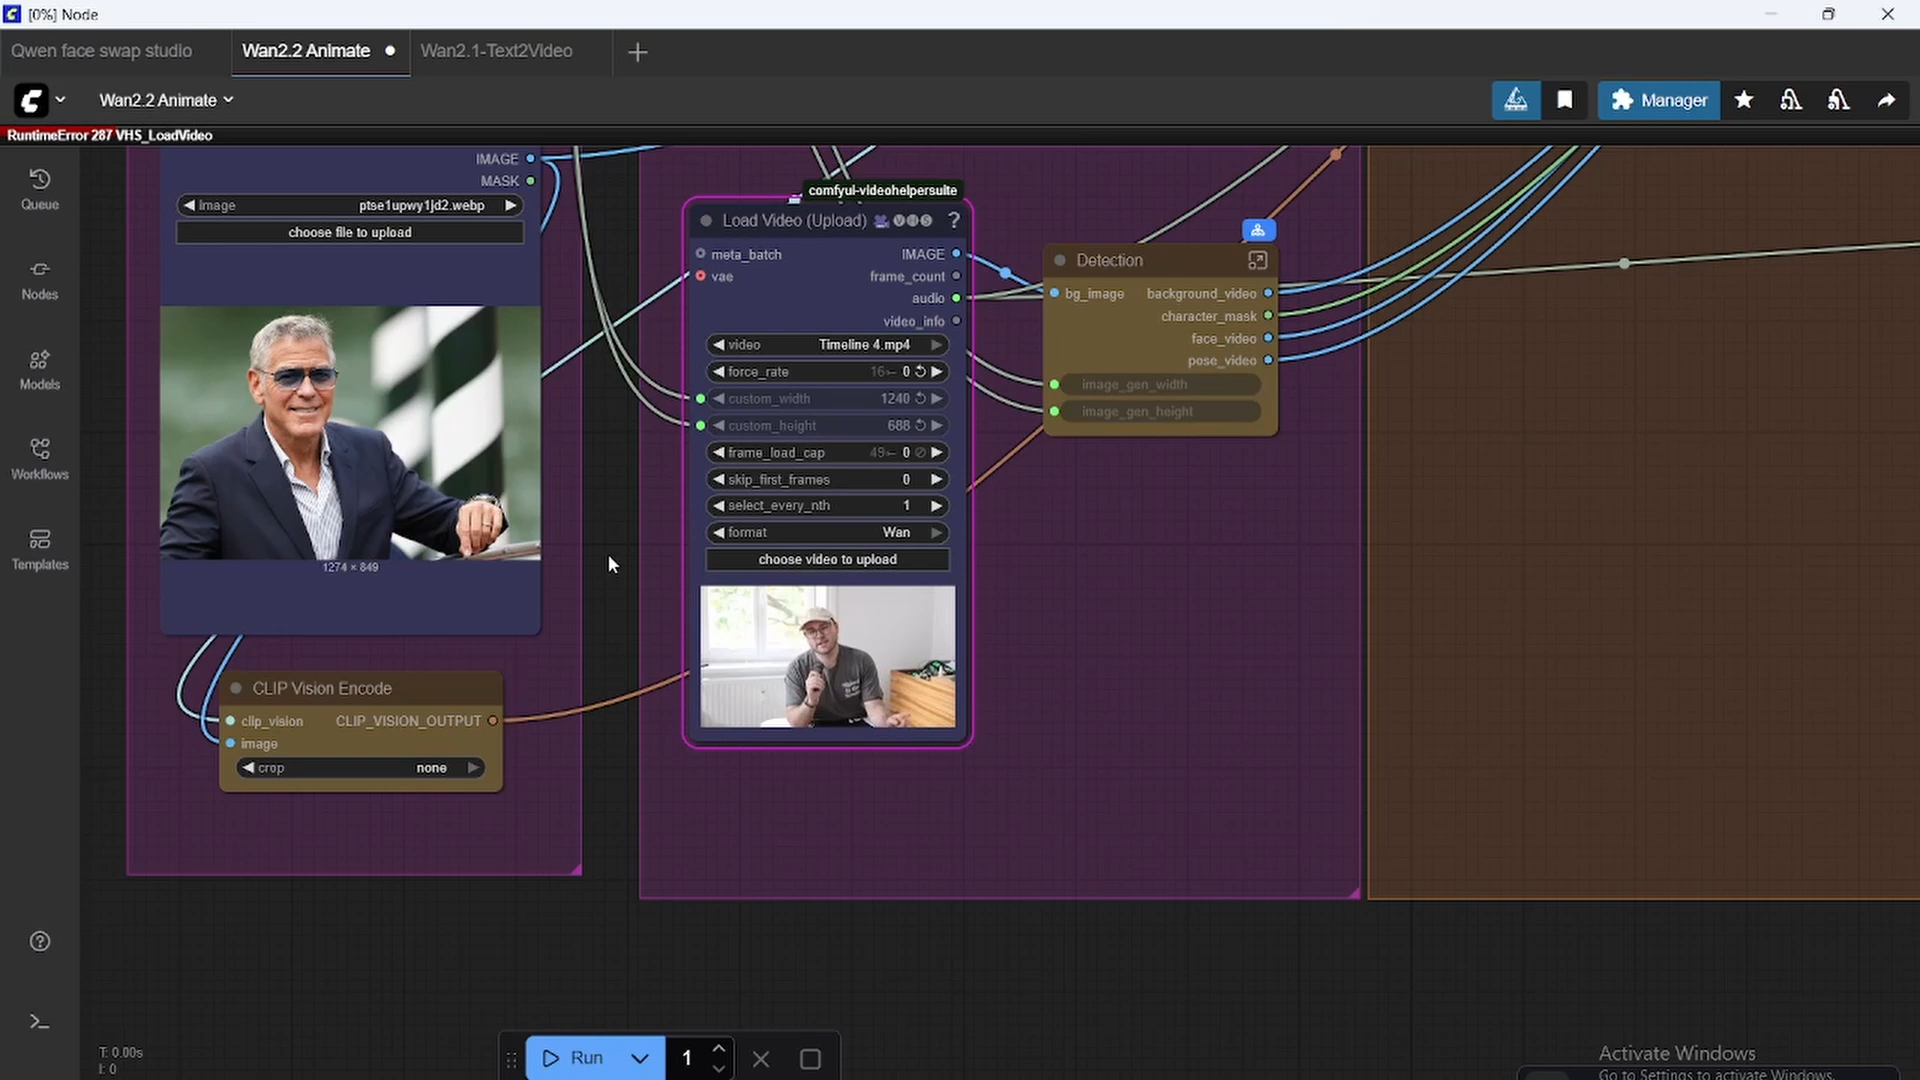 [0%] Node
Qwen face swap studio
Wan2.2 Animate
Wan2.1-Text2Video
Wan2.2 Animate
Manager
RuntimeError 287 VHS_LoadVideo
Queue
Nodes
Models
Workflows
Templates
IMAGE
MASK
image ptse1upwy1jd2.webp
choose file to upload
1274 × 849
CLIP Vision Encode
clip_vision CLIP_VISION_OUTPUT
image
crop none
comfyui-videohelpersuite
Load Video (Upload) VHS ?
meta_batch IMAGE
vae frame_count
audio
video_info
video Timeline 4.mp4
force_rate 16← 0
custom_width 1240
custom_height 688
frame_load_cap 49← 0
skip_first_frames 0
select_every_nth 1
format Wan
choose video to upload
Detection
bg_image background_video
character_mask
face_video
pose_video
image_gen_width
image_gen_height
T: 0.00s
I: 0
Run 1
Activate Windows
Go to Settings to activate Windows.